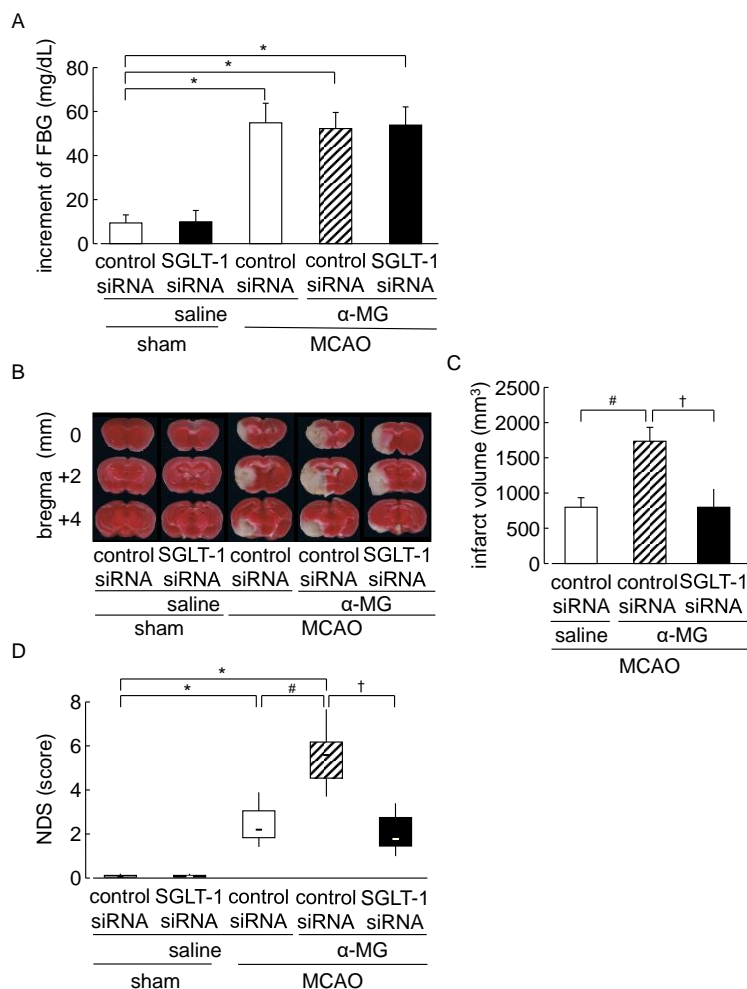 A
increment of FBG (mg/dL)
80
60
40
20
0
* 
*
*
control SGLT-1 control control SGLT-1
siRNA siRNA siRNA siRNA siRNA
saline α-MG
sham MCAO
B
bregma (mm)
0
+2
+4
control SGLT-1 control control SGLT-1
siRNA siRNA siRNA siRNA siRNA
saline α-MG
sham MCAO
C
infarct volume (mm³)
2500
2000
1500
1000
500
0
# †
control control SGLT-1
siRNA siRNA siRNA
saline α-MG
MCAO
D
NDS (score)
8
6
4
2
0
*
* # †
control SGLT-1 control control SGLT-1
siRNA siRNA siRNA siRNA siRNA
saline α-MG
sham MCAO